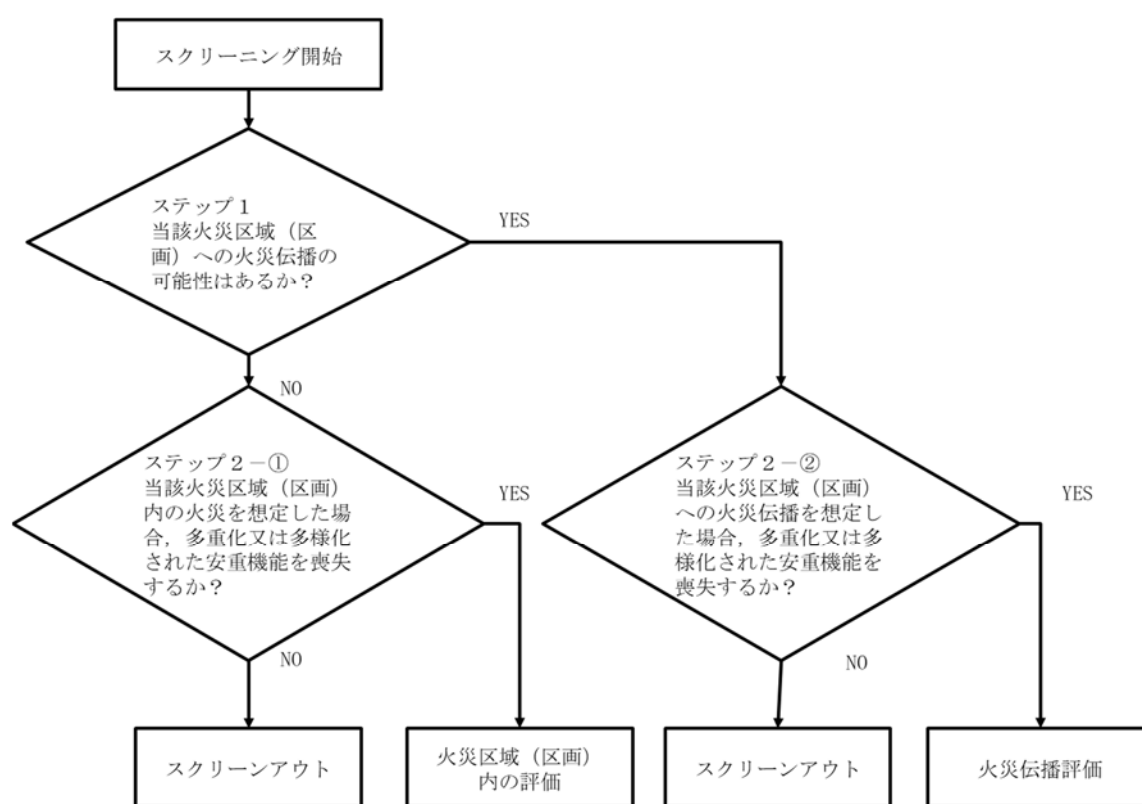 スクリーニング開始
ステップ1
当該火災区域（区
画）への火災伝播の
可能性はあるか？
YES
NO
ステップ2－①
当該火災区域（区画）
内の火災を想定した場
合，多重化又は多様化
された安重機能を喪失
するか？
YES
NO
ステップ2－②
当該火災区域（区画）
への火災伝播を想定し
た場合，多重化又は多
様化された安重機能を
喪失するか？
YES
NO
スクリーンアウト
火災区域（区画）
内の評価
スクリーンアウト
火災伝播評価